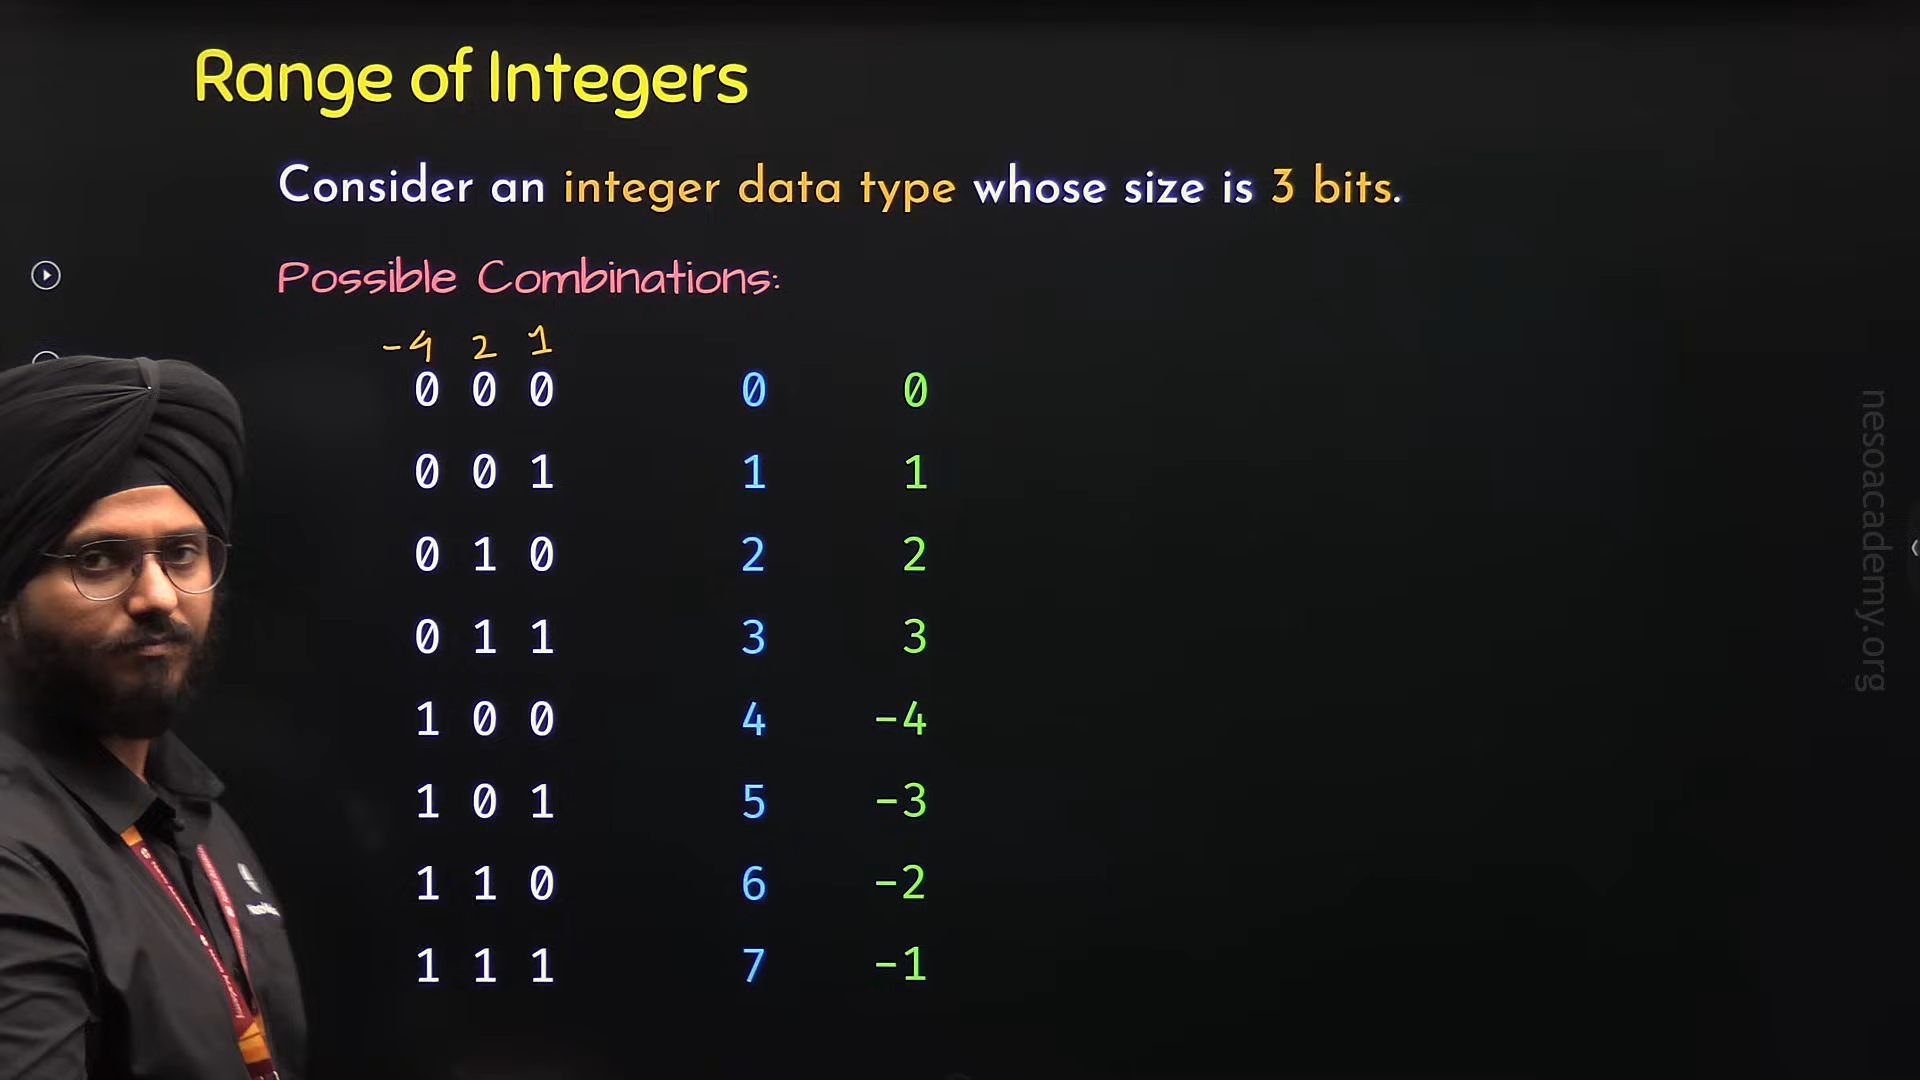 Range of Integers
Consider an integer data type whose size is 3 bits.
Possible Combinations:
-4 2 1
0 0 0 0 0
0 0 1 1 1
0 1 0 2 2
0 1 1 3 3
1 0 0 4 -4
1 0 1 5 -3
1 1 0 6 -2
1 1 1 7 -1
nesoacademy.org